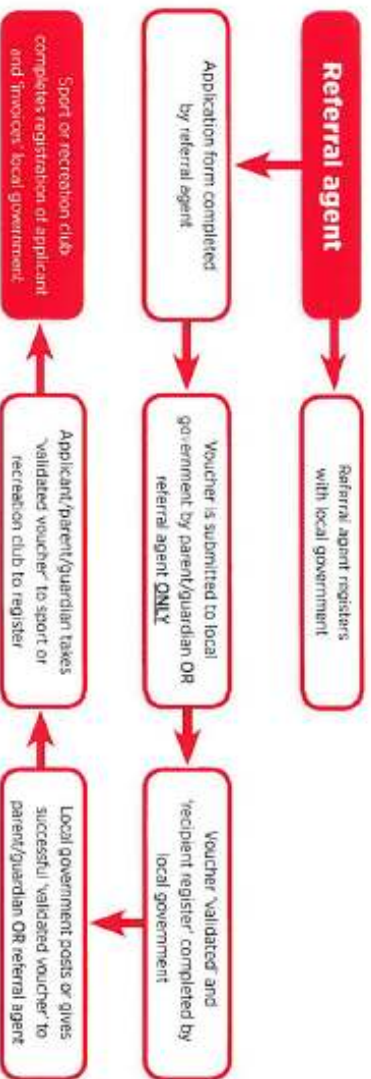 Referral agent
Referral agent registers
with local government
Application form completed
by referral agent
Voucher is submitted to local
government by parent/guardian OR
referral agent ONLY
Voucher 'validated' and
'recipient register' completed by
local government
Local government posts or gives
successful 'validated voucher' to
parent/guardian OR referral agent
Applicant/parent/guardian takes
'validated voucher' to sport or
recreation club to register
Sport or recreation club
completes registration of applicant
and 'invoices' local government